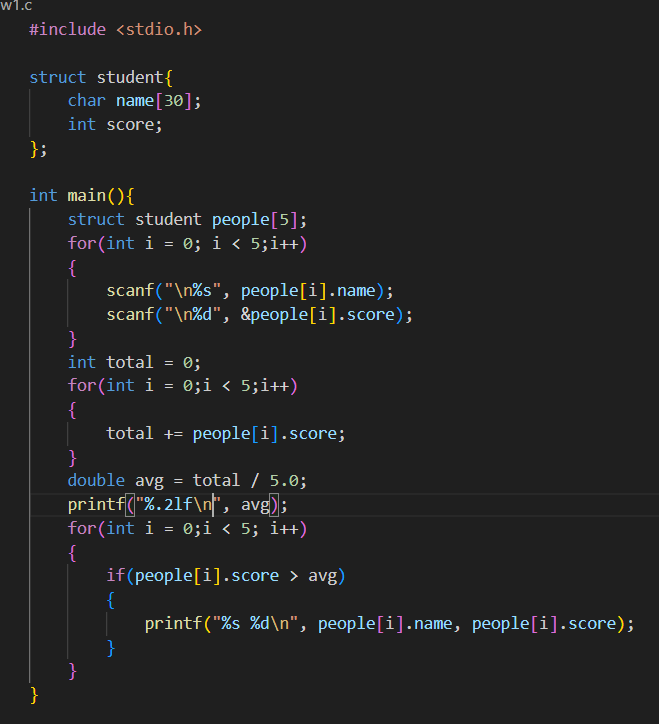 w1.c
#include <stdio.h>
struct student{
char name[30];
int score;
};
int main(){
struct student people[5];
for(int i = 0; i < 5;i++)
{
scanf("\n%s", people[i].name);
scanf("\n%d", &people[i].score);
}
int total = 0;
for(int i = 0;i < 5;i++)
{
total += people[i].score;
}
double avg = total / 5.0;
printf("%.2lf\n", avg);
for(int i = 0;i < 5; i++)
{
if(people[i].score > avg)
{
printf("%s %d\n", people[i].name, people[i].score);
}
}
}